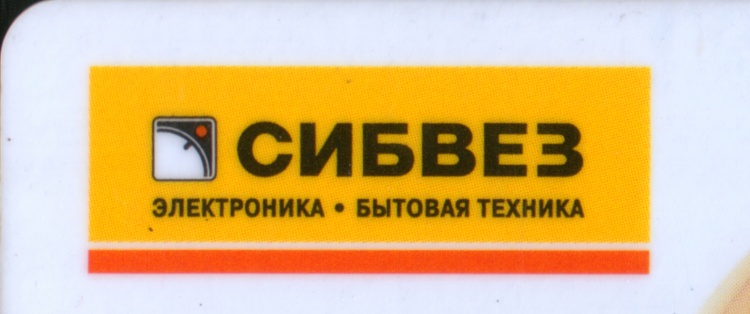 СИБВЕЗ
ЭЛЕКТРОНИКА • БЫТОВАЯ ТЕХНИКА